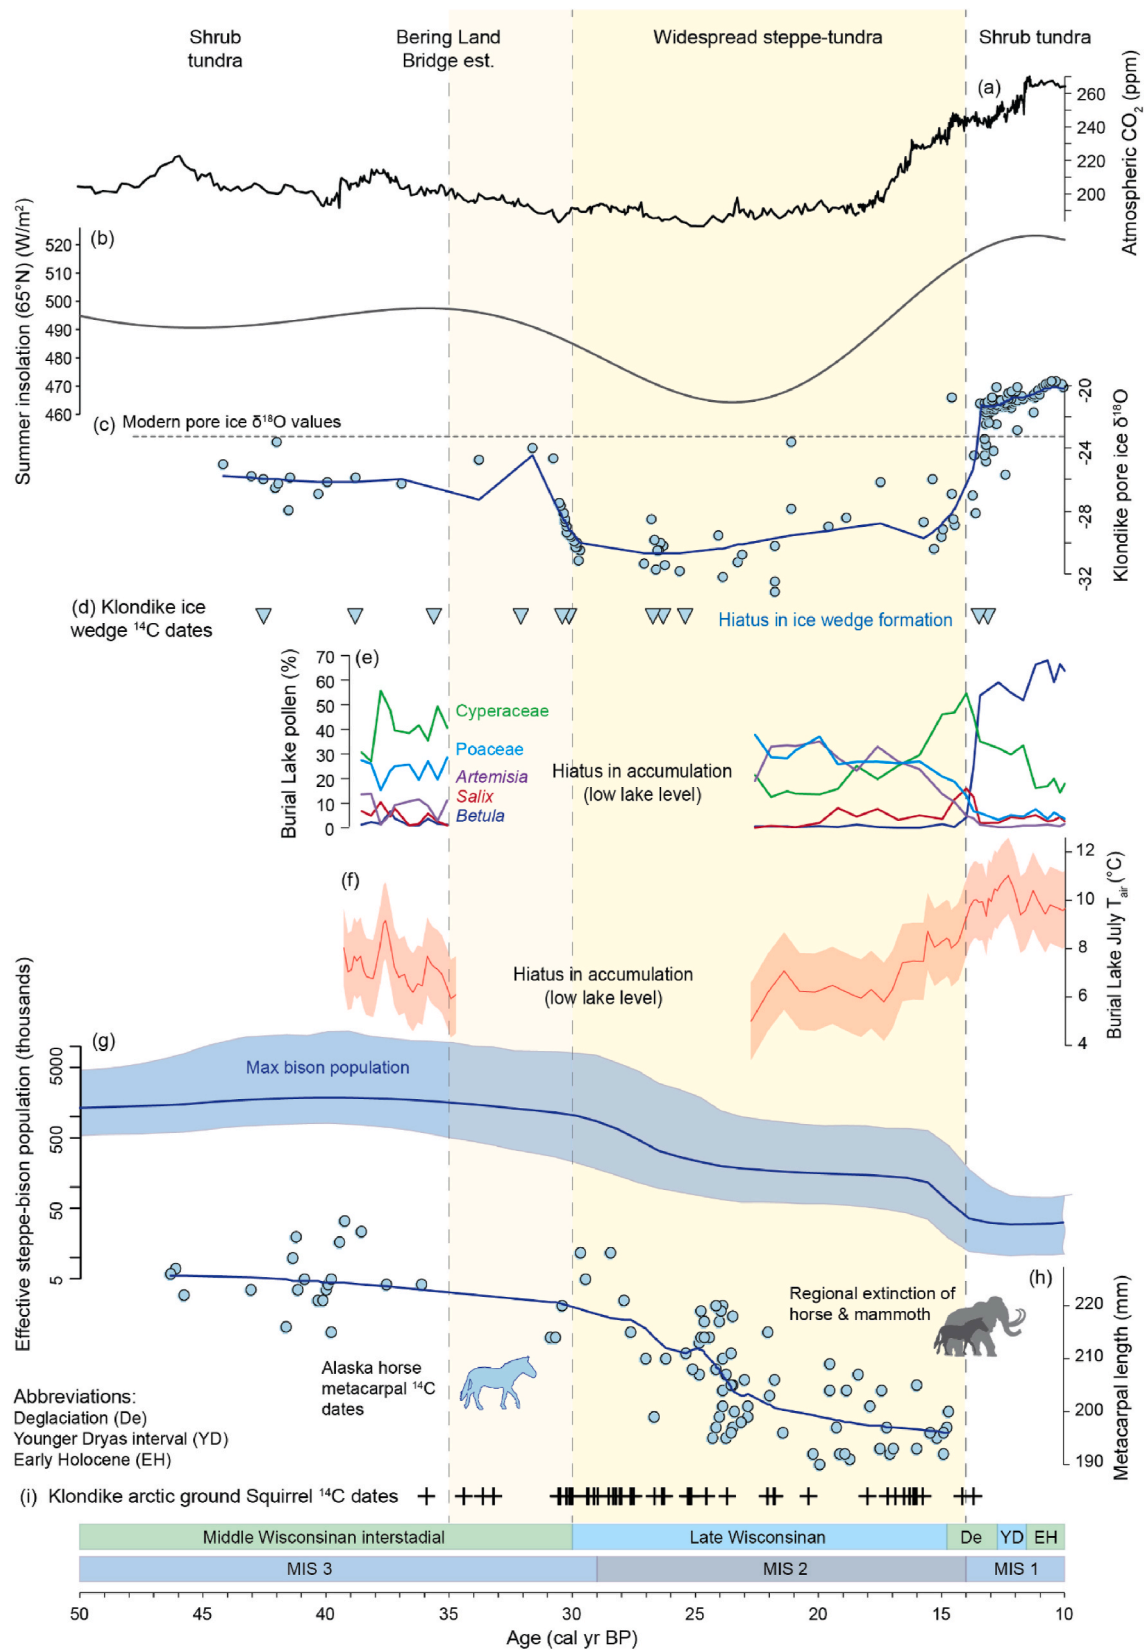 Shrub
tundra
Bering Land
Bridge est.
Widespread steppe-tundra
Shrub tundra
(a)
260
240
220
200
Atmospheric CO₂ (ppm)
(b)
520
510
500
490
480
470
460
Summer insolation (65°N) (W/m²)
(c)
Modern pore ice δ¹⁸O values
-20
-24
-28
-32
Klondike pore ice δ¹⁸O
(d) Klondike ice
wedge ¹⁴C dates
Hiatus in ice wedge formation
(e)
70
60
50
40
30
20
10
0
Burial Lake pollen (%)
Cyperaceae
Poaceae
Artemisia
Salix
Betula
Hiatus in accumulation
(low lake level)
(f)
12
10
8
6
4
Burial Lake July Tair (°C)
Hiatus in accumulation
(low lake level)
(g)
5000
500
50
5
Effective steppe-bison population (thousands)
Max bison population
(h)
220
210
200
190
Metacarpal length (mm)
Regional extinction of
horse & mammoth
Alaska horse
metacarpal ¹⁴C
dates
Abbreviations:
Deglaciation (De)
Younger Dryas interval (YD)
Early Holocene (EH)
(i) Klondike arctic ground Squirrel ¹⁴C dates
Middle Wisconsinan interstadial
Late Wisconsinan
De
YD
EH
MIS 3
MIS 2
MIS 1
50
45
40
35
30
25
20
15
10
Age (cal yr BP)